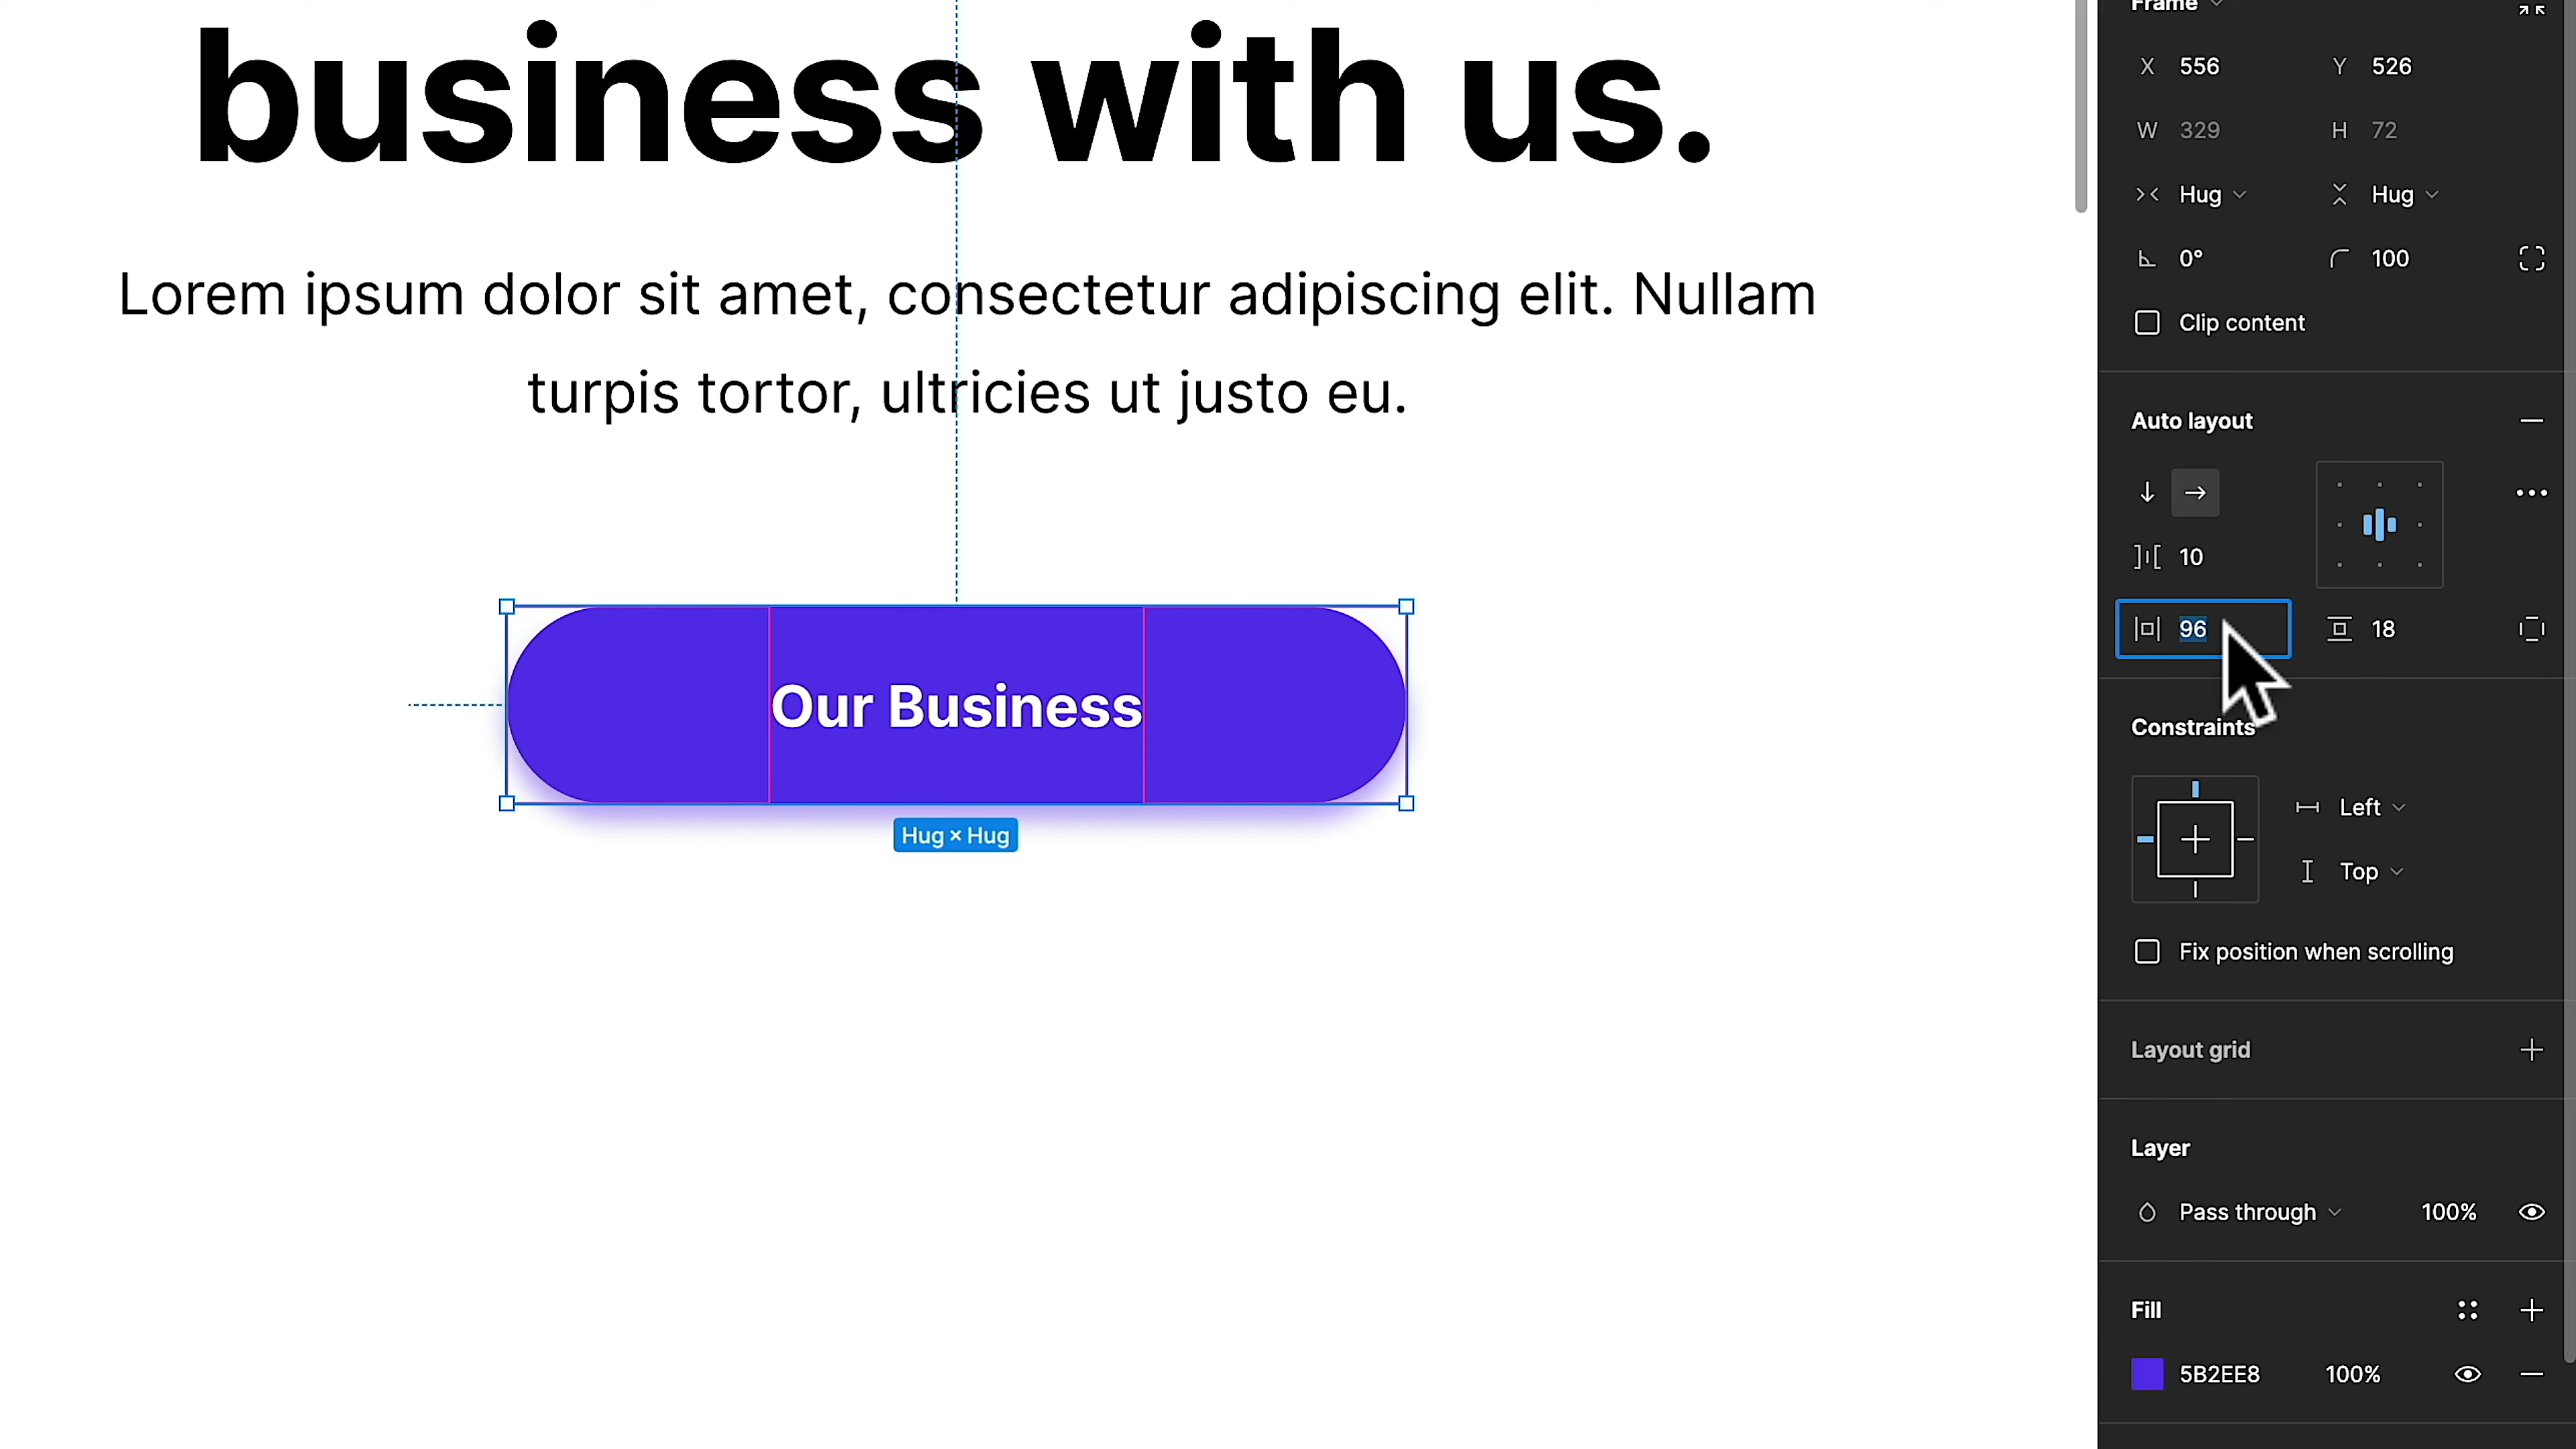 business with us.
Lorem ipsum dolor sit amet, consectetur adipiscing elit. Nullam
turpis tortor, ultricies ut justo eu.
Our Business
Hug × Hug
Frame
X 556 Y 526
W 329 H 72
Hug Hug
0° 100
Clip content
Auto layout
10
96 18
Constraints
Left
Top
Fix position when scrolling
Layout grid
Layer
Pass through 100%
Fill
5B2EE8 100%